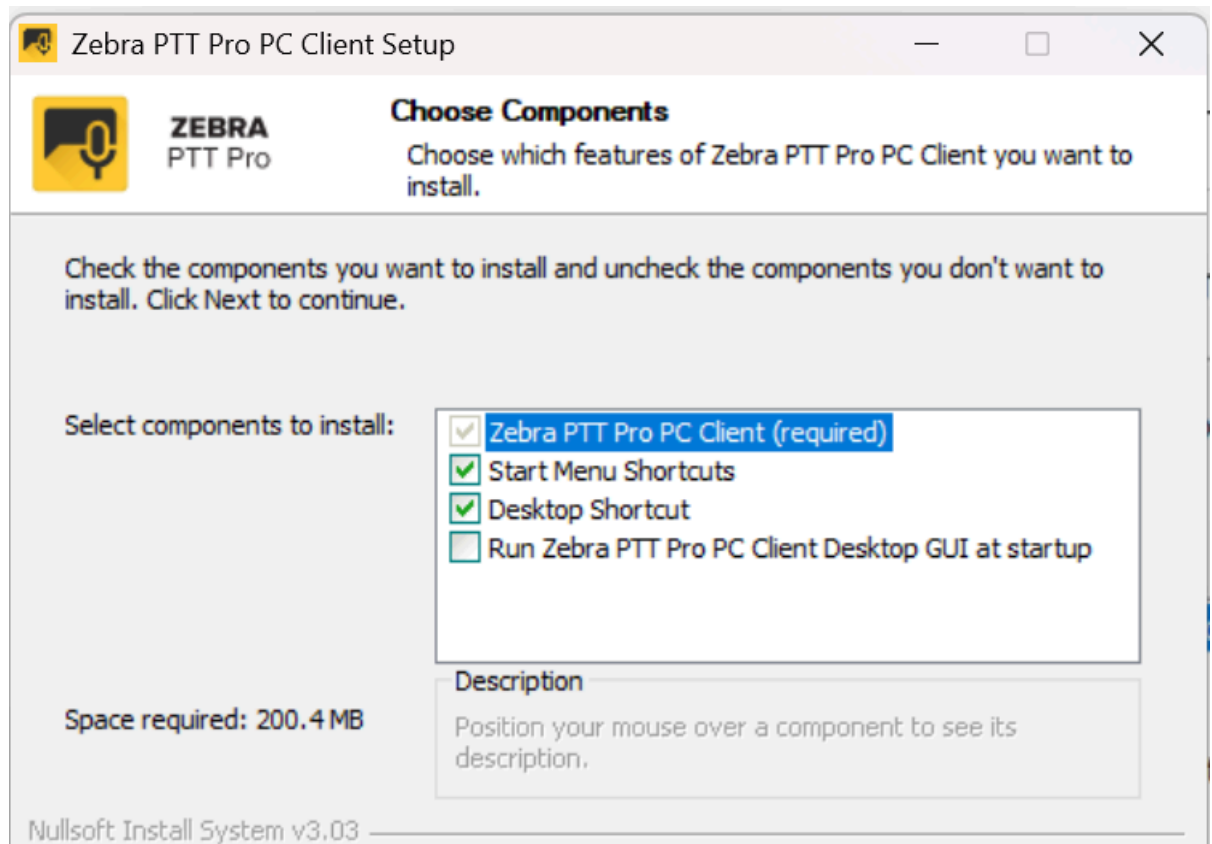 Zebra PTT Pro PC Client Setup
ZEBRA
PTT Pro
Choose Components
Choose which features of Zebra PTT Pro PC Client you want to
install.
Check the components you want to install and uncheck the components you don't want to
install. Click Next to continue.
Select components to install:
Zebra PTT Pro PC Client (required)
Start Menu Shortcuts
Desktop Shortcut
Run Zebra PTT Pro PC Client Desktop GUI at startup
Space required: 200.4 MB
Description
Position your mouse over a component to see its
description.
Nullsoft Install System v3.03